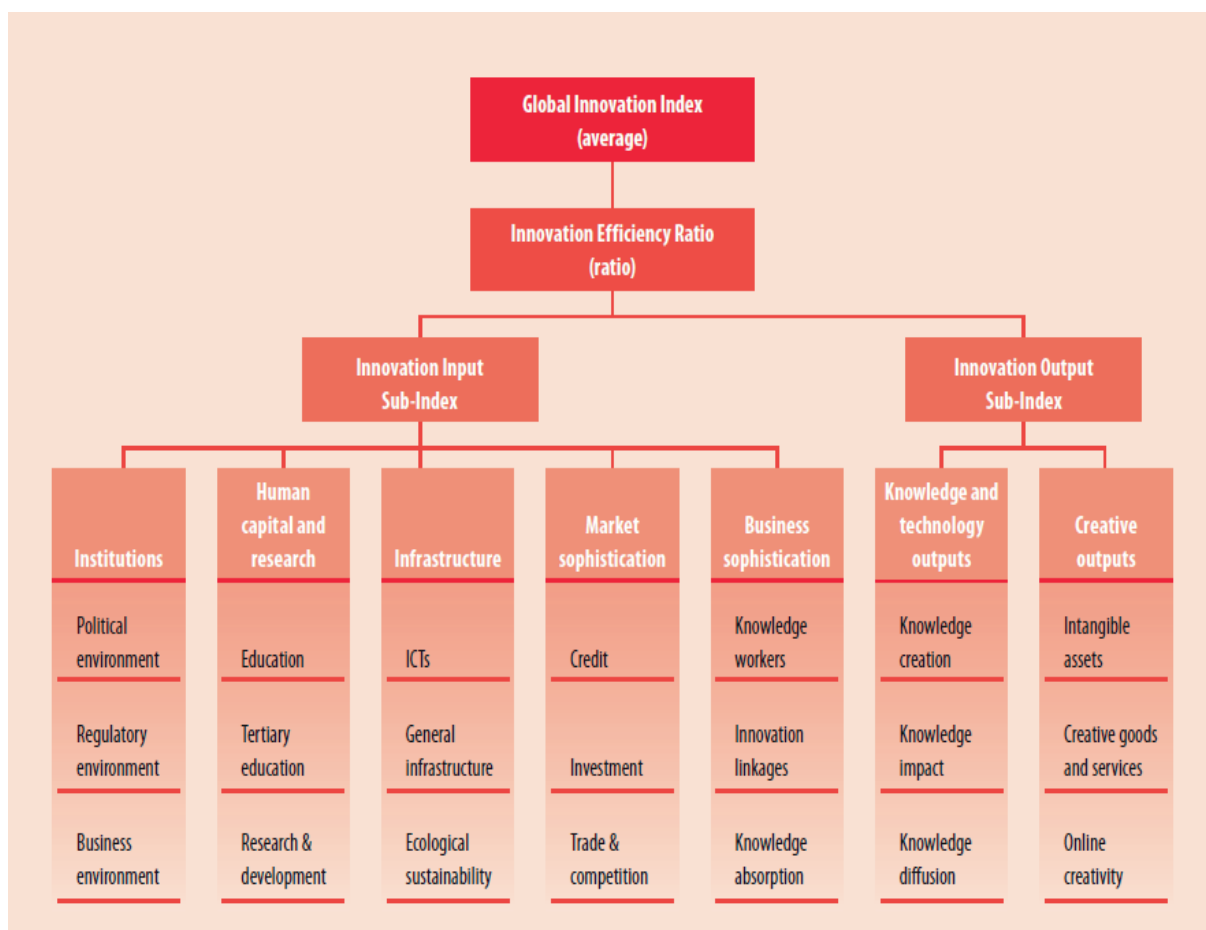 Global Innovation Index
(average)
Innovation Efficiency Ratio
(ratio)
Innovation Input
Sub-Index
Innovation Output
Sub-Index
Institutions
Human
capital and
research
Infrastructure
Market
sophistication
Business
sophistication
Knowledge and
technology
outputs
Creative
outputs
Political
environment
Education
ICTs
Credit
Knowledge
workers
Knowledge
creation
Intangible
assets
Regulatory
environment
Tertiary
education
General
infrastructure
Investment
Innovation
linkages
Knowledge
impact
Creative goods
and services
Business
environment
Research &
development
Ecological
sustainability
Trade &
competition
Knowledge
absorption
Knowledge
diffusion
Online
creativity